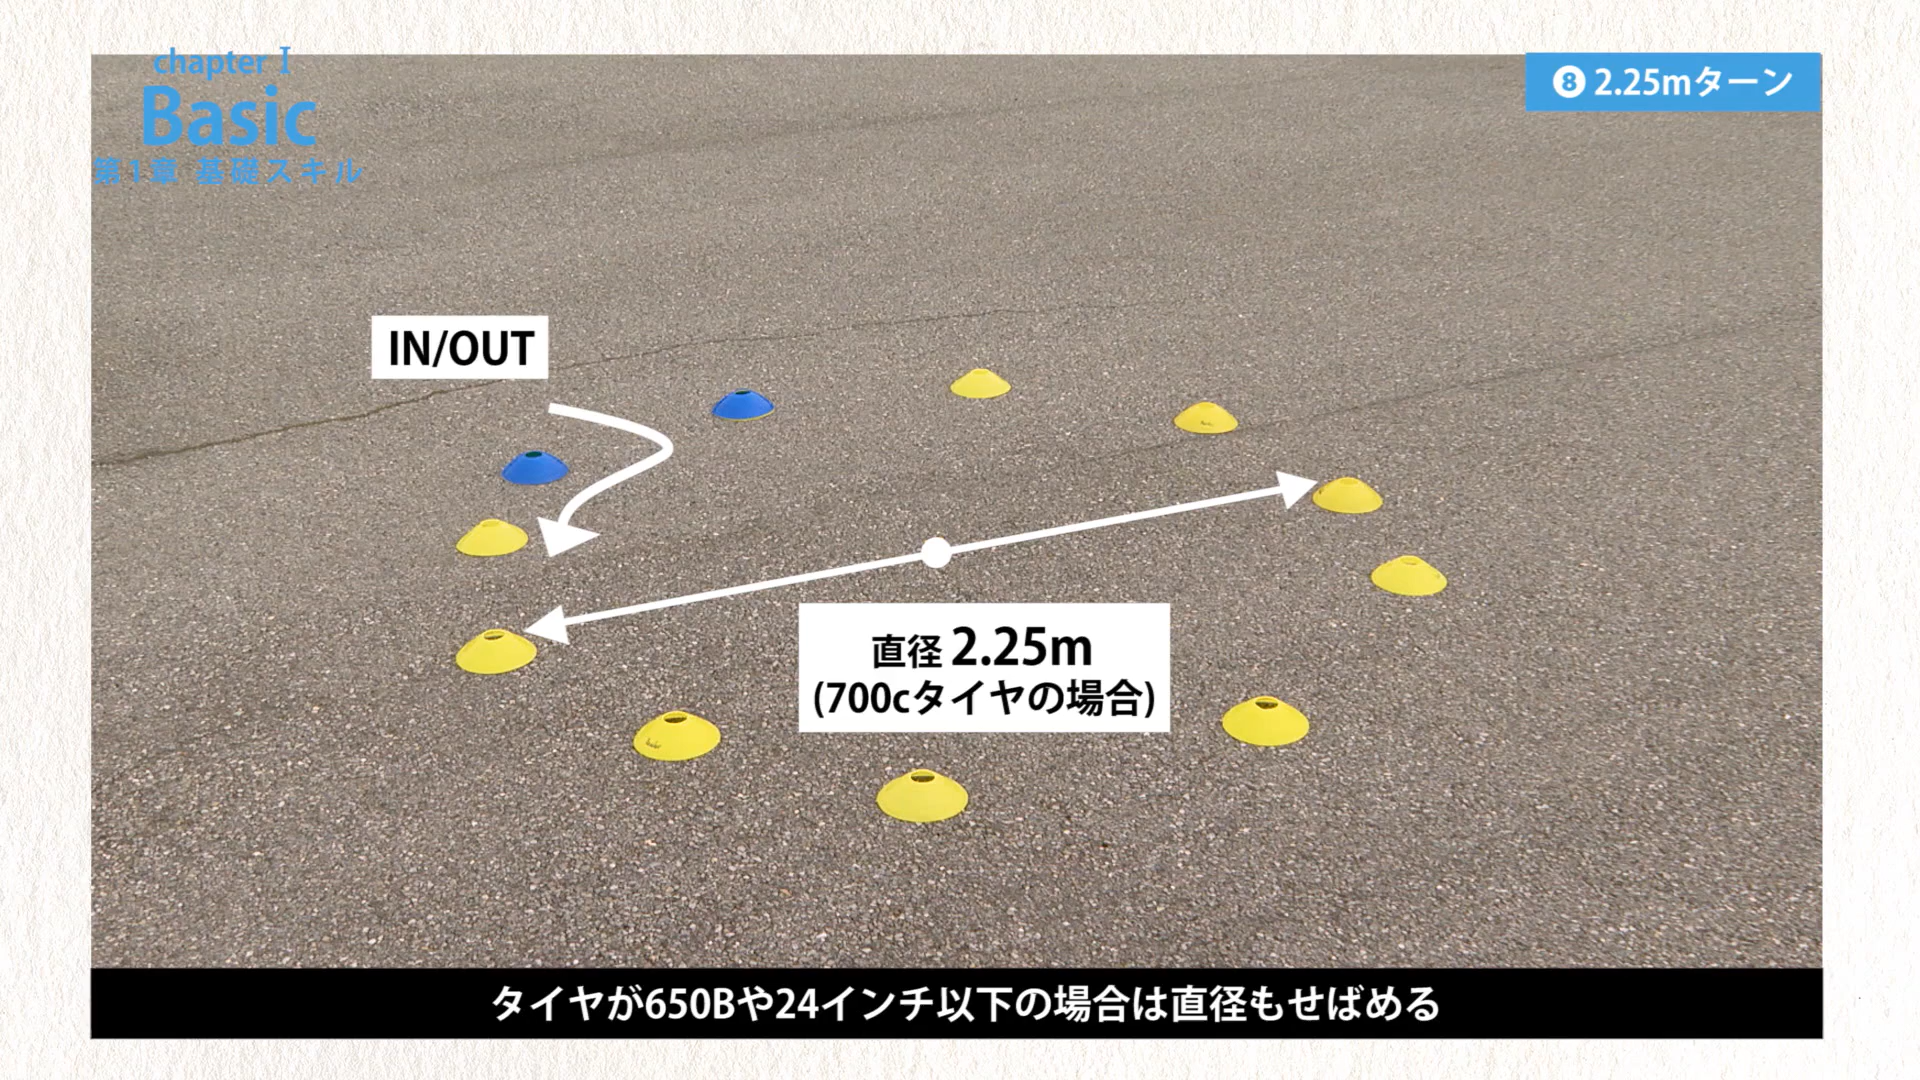 chapter I
Basic
第1章 基礎スキル
❽ 2.25mターン
IN/OUT
直径 2.25m
(700cタイヤの場合)
タイヤが650Bや24インチ以下の場合は直径もせばめる